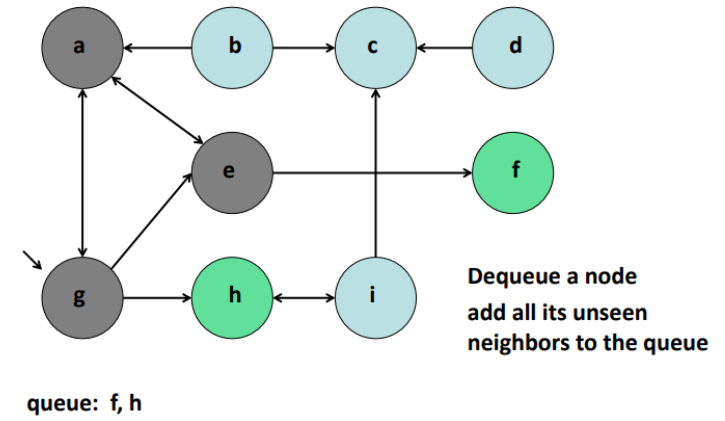 a b c d
e f
g h i
Dequeue a node
add all its unseen
neighbors to the queue
queue: f, h